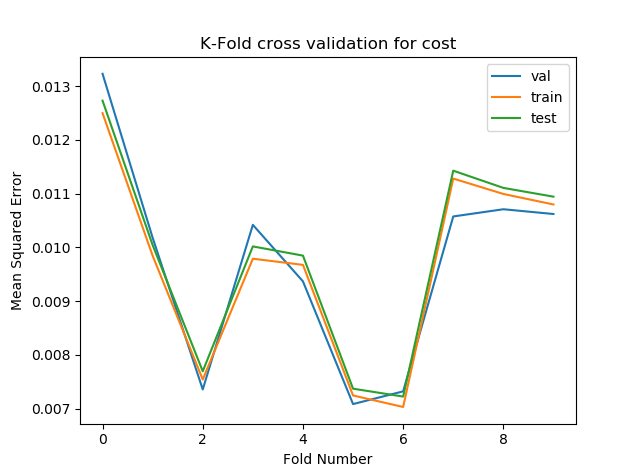 K-Fold cross validation for cost
val
train
test
Mean Squared Error
0.013
0.012
0.011
0.010
0.009
0.008
0.007
0 2 4 6 8
Fold Number